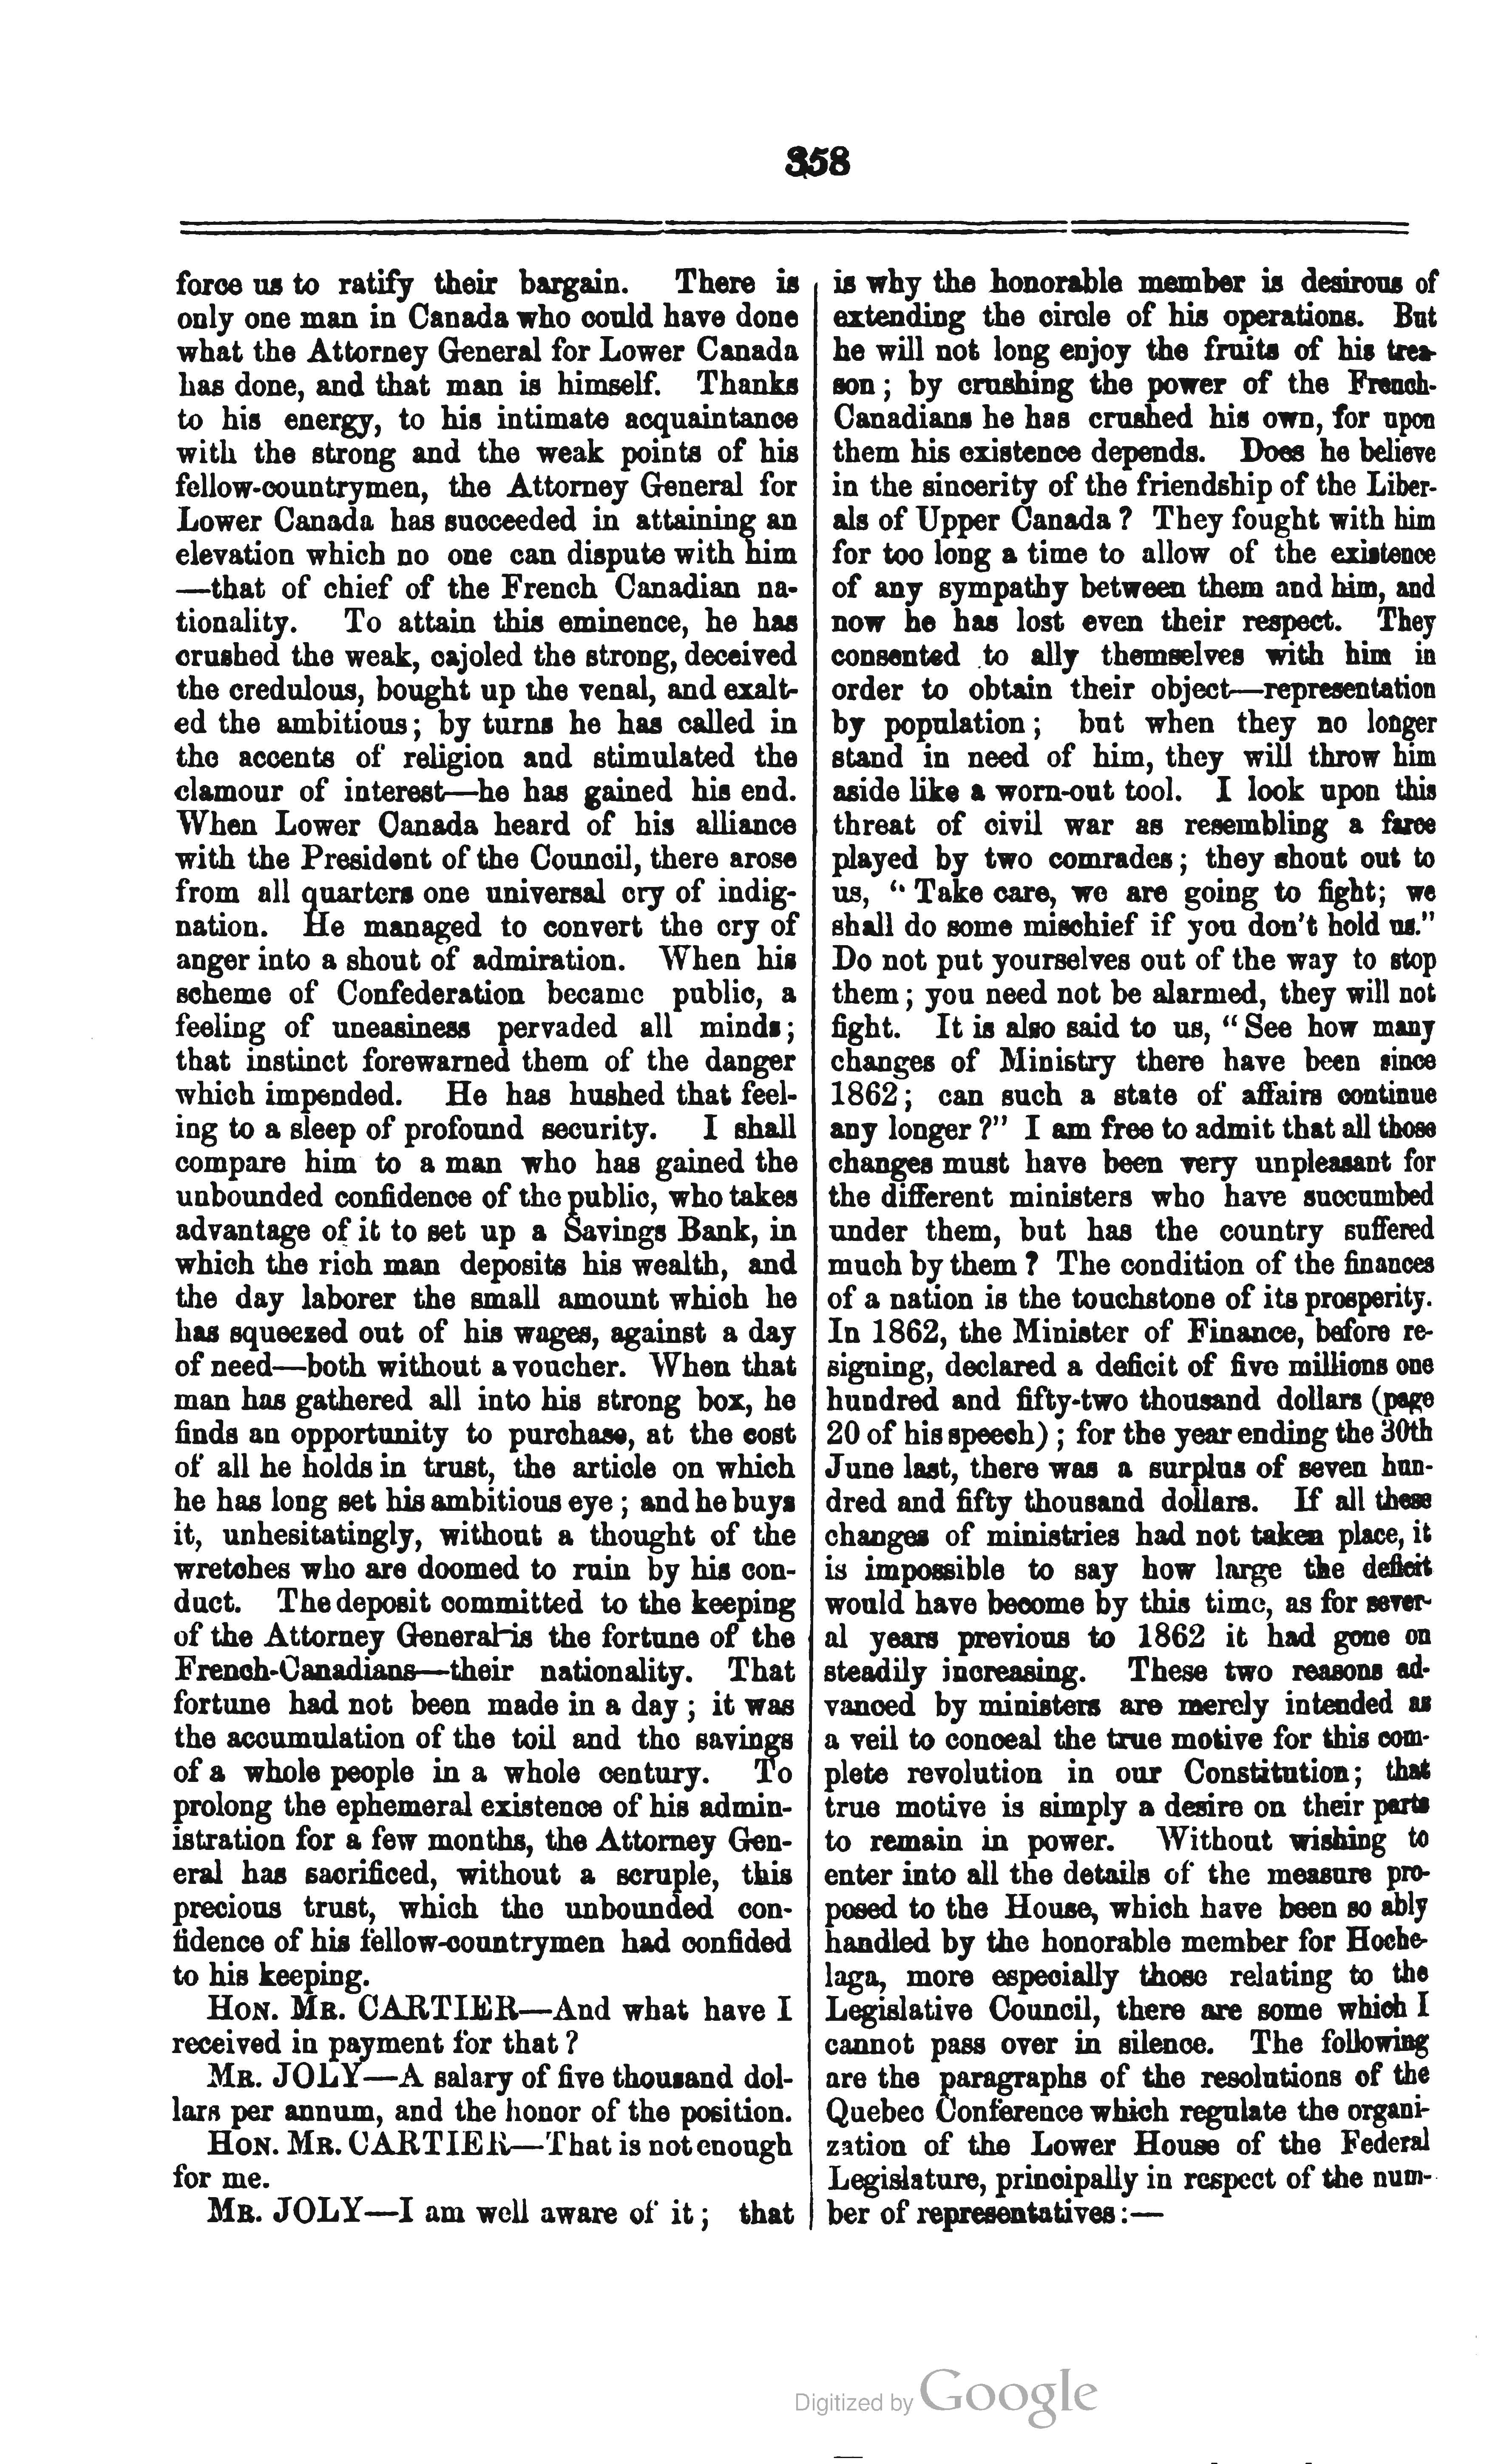 358
force us to ratify their bargain. There is
only one man in Canada who could have done
what the Attorney General for Lower Canada
has done, and that man is himself. Thanks
to his energy, to his intimate acquaintance
with the strong and the weak points of his
fellow-countrymen, the Attorney General for
Lower Canada has succeeded in attaining an
elevation which no one can dispute with him
—that of chief of the French Canadian na-
tionality. To attain this eminence, he has
crushed the weak, cajoled the strong, deceived
the credulous, bought up the venal, and exalt-
ed the ambitious; by turns he has called in
the accents of religion and stimulated the
clamour of interest—he has gained his end.
When Lower Canada heard of his alliance
with the President of the Council, there arose
from all quarters one universal cry of indig-
nation. He managed to convert the cry of
anger into a shout of admiration. When his
scheme of Confederation became public, a
feeling of uneasiness pervaded all minds;
that instinct forewarned them of the danger
which impended. He has hushed that feel-
ing to a sleep of profound security. I shall
compare him to a man who has gained the
unbounded confidence of the public, who takes
advantage of it to set up a Savings Bank, in
which the rich man deposits his wealth, and
the day laborer the small amount which he
has squeezed out of his wages, against a day
of need—both without a voucher. When that
man has gathered all into his strong box, he
finds an opportunity to purchase, at the cost
of all he holds in trust, the article on which
he has long set his ambitious eye; and he buys
it, unhesitatingly, without a thought of the
wretches who are doomed to ruin by his con-
duct. The deposit committed to the keeping
of the Attorney General is the fortune of the
French-Canadians—their nationality. That
fortune had not been made in a day; it was
the accumulation of the toil and the savings
of a whole people in a whole century. To
prolong the ephemeral existence of his admin-
istration for a few months, the Attorney Gen-
eral has sacrificed, without a scruple, this
precious trust, which the unbounded con-
fidence of his fellow-countrymen had confided
to his keeping.
HON. MR. CARTIER—And what have I
received in payment for that?
MR. JOLY—A salary of five thousand dol-
lars per annum, and the honor of the position.
HON. MR. CARTIER—That is not enough
for me.
MR. JOLY—I am well aware of it; that
is why the honorable member is desirous of
extending the circle of his operations. But
he will not long enjoy the fruits of his trea-
son; by crushing the power of the French-
Canadians he has crushed his own, for upon
them his existence depends. Does he believe
in the sincerity of the friendship of the Liber-
als of Upper Canada? They fought with him
for too long a time to allow of the existence
of any sympathy between them and him, and
now he has lost even their respect. They
consented to ally themselves with him in
order to obtain their object—representation
by population; but when they no longer
stand in need of him, they will throw him
aside like a worn-out tool. I look upon this
threat of civil war as resembling a farce
played by two comrades; they shout out to
us, "Take care, we are going to fight; we
shall do some mischief if you don't hold us."
Do not put yourselves out of the way to stop
them; you need not be alarmed, they will not
fight. It is also said to us, "See how many
changes of Ministry there have been since
1862; can such a state of affairs continue
any longer?" I am free to admit that all those
changes must have been very unpleasant for
the different ministers who have succumbed
under them, but has the country suffered
much by them? The condition of the finances
of a nation is the touchstone of its prosperity.
In 1862, the Minister of Finance, before re-
signing, declared a deficit of five millions one
hundred and fifty-two thousand dollars (page
20 of his speech); for the year ending the 30th
June last, there was a surplus of seven hun-
dred and fifty thousand dollars. If all these
changes of ministries had not taken place, it
is impossible to say how large the deficit
would have become by this time, as for sever-
al years previous to 1862 it had gone on
steadily increasing. These two reasons ad-
vanced by ministers are merely intended as
a veil to conceal the true motive for this com-
plete revolution in our Constitution; that
true motive is simply a desire on their parts
to remain in power. Without wishing to
enter into all the details of the measure pro-
posed to the House, which have been so ably
handled by the honorable member for Hoche-
laga, more especially those relating to the
Legislative Council, there are some which I
cannot pass over in silence. The following
are the paragraphs of the resolutions of the
Quebec Conference which regulate the organi-
zation of the Lower House of the Federal
Legislature, principally in respect of the num-
ber of representatives:—
Digitized by Google